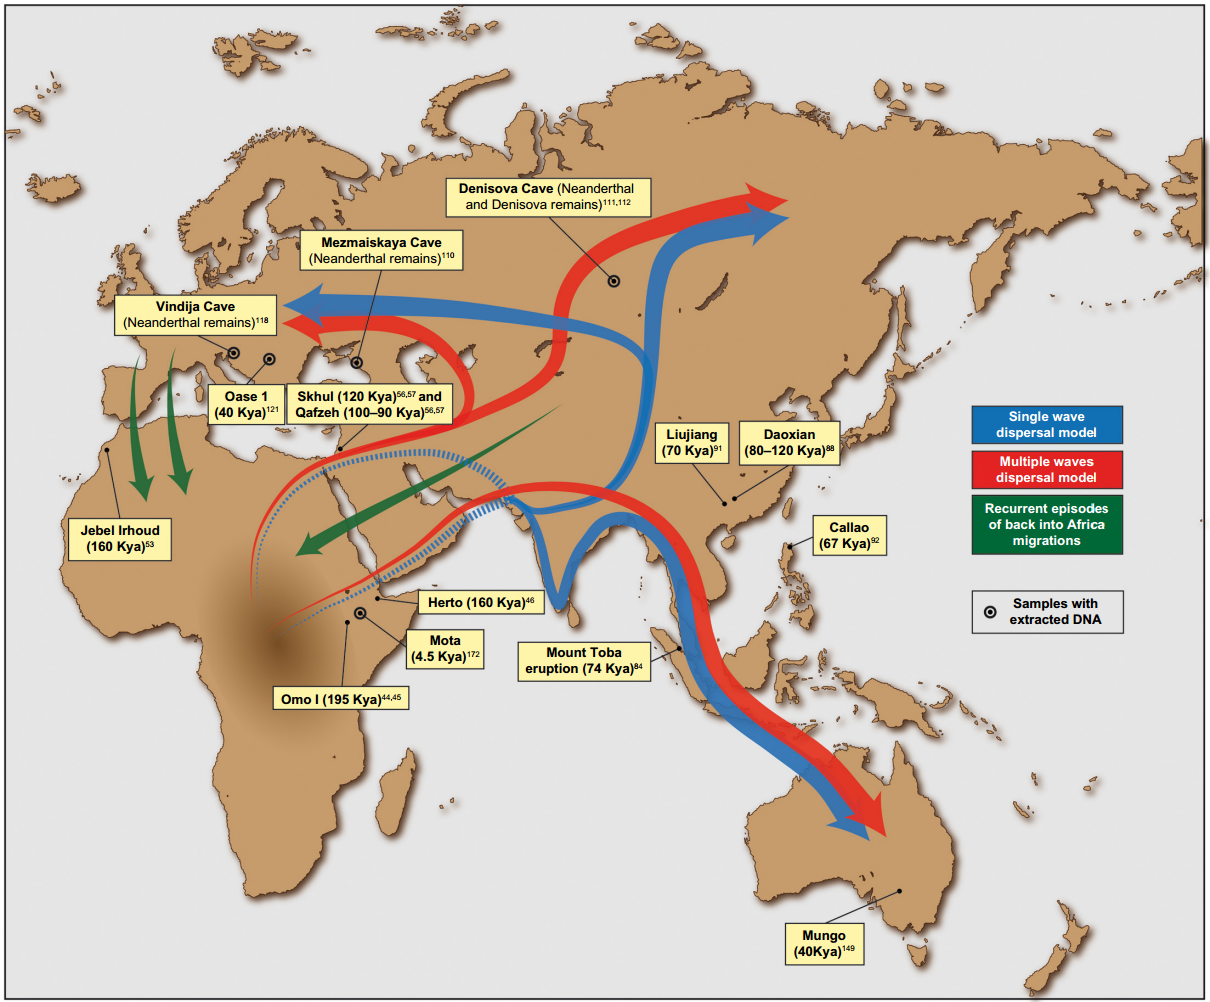 Denisova Cave (Neanderthal
and Denisova remains)111,112
Mezmaiskaya Cave
(Neanderthal remains)110
Vindija Cave
(Neanderthal remains)118
Oase 1
(40 Kya)121
Skhul (120 Kya)56,57 and
Qafzeh (100–90 Kya)56,57
Liujiang
(70 Kya)91
Daoxian
(80–120 Kya)88
Single wave
dispersal model
Multiple waves
dispersal model
Recurrent episodes
of back into Africa
migrations
Jebel Irhoud
(160 Kya)53
Callao
(67 Kya)92
Herto (160 Kya)46
Samples with
extracted DNA
Mota
(4.5 Kya)172
Mount Toba
eruption (74 Kya)84
Omo I (195 Kya)44,45
Mungo
(40Kya)149